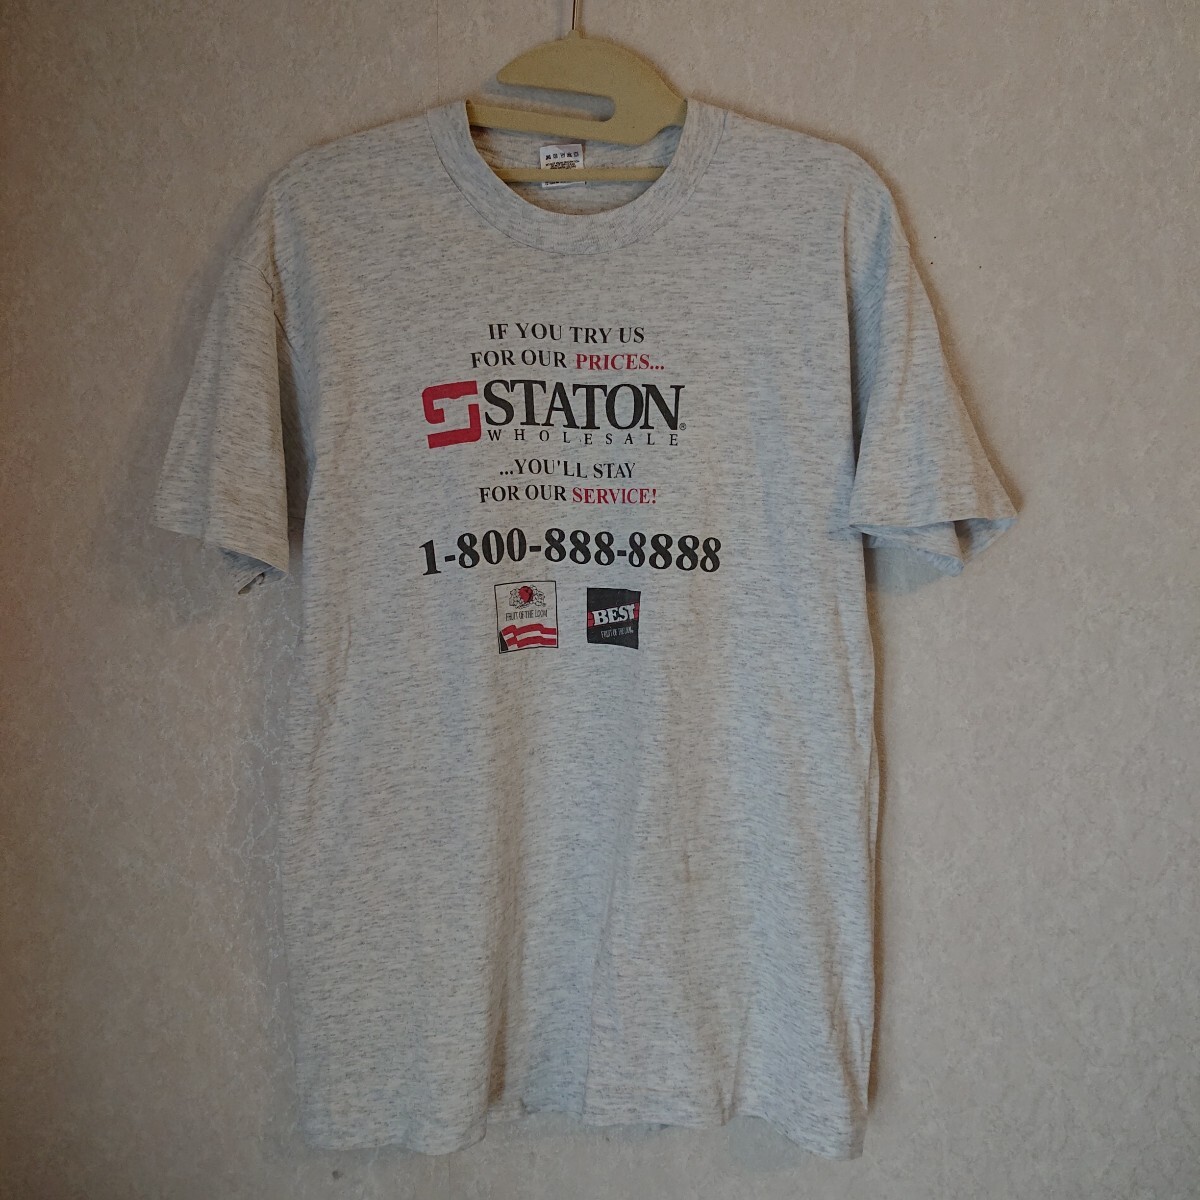 IF YOU TRY US
FOR OUR PRICES...
STATON®
WHOLESALE
...YOU'LL STAY
FOR OUR SERVICE!
1-800-888-8888
FRUIT OF THE LOOM
BEST
FRUIT OF THE LOOM